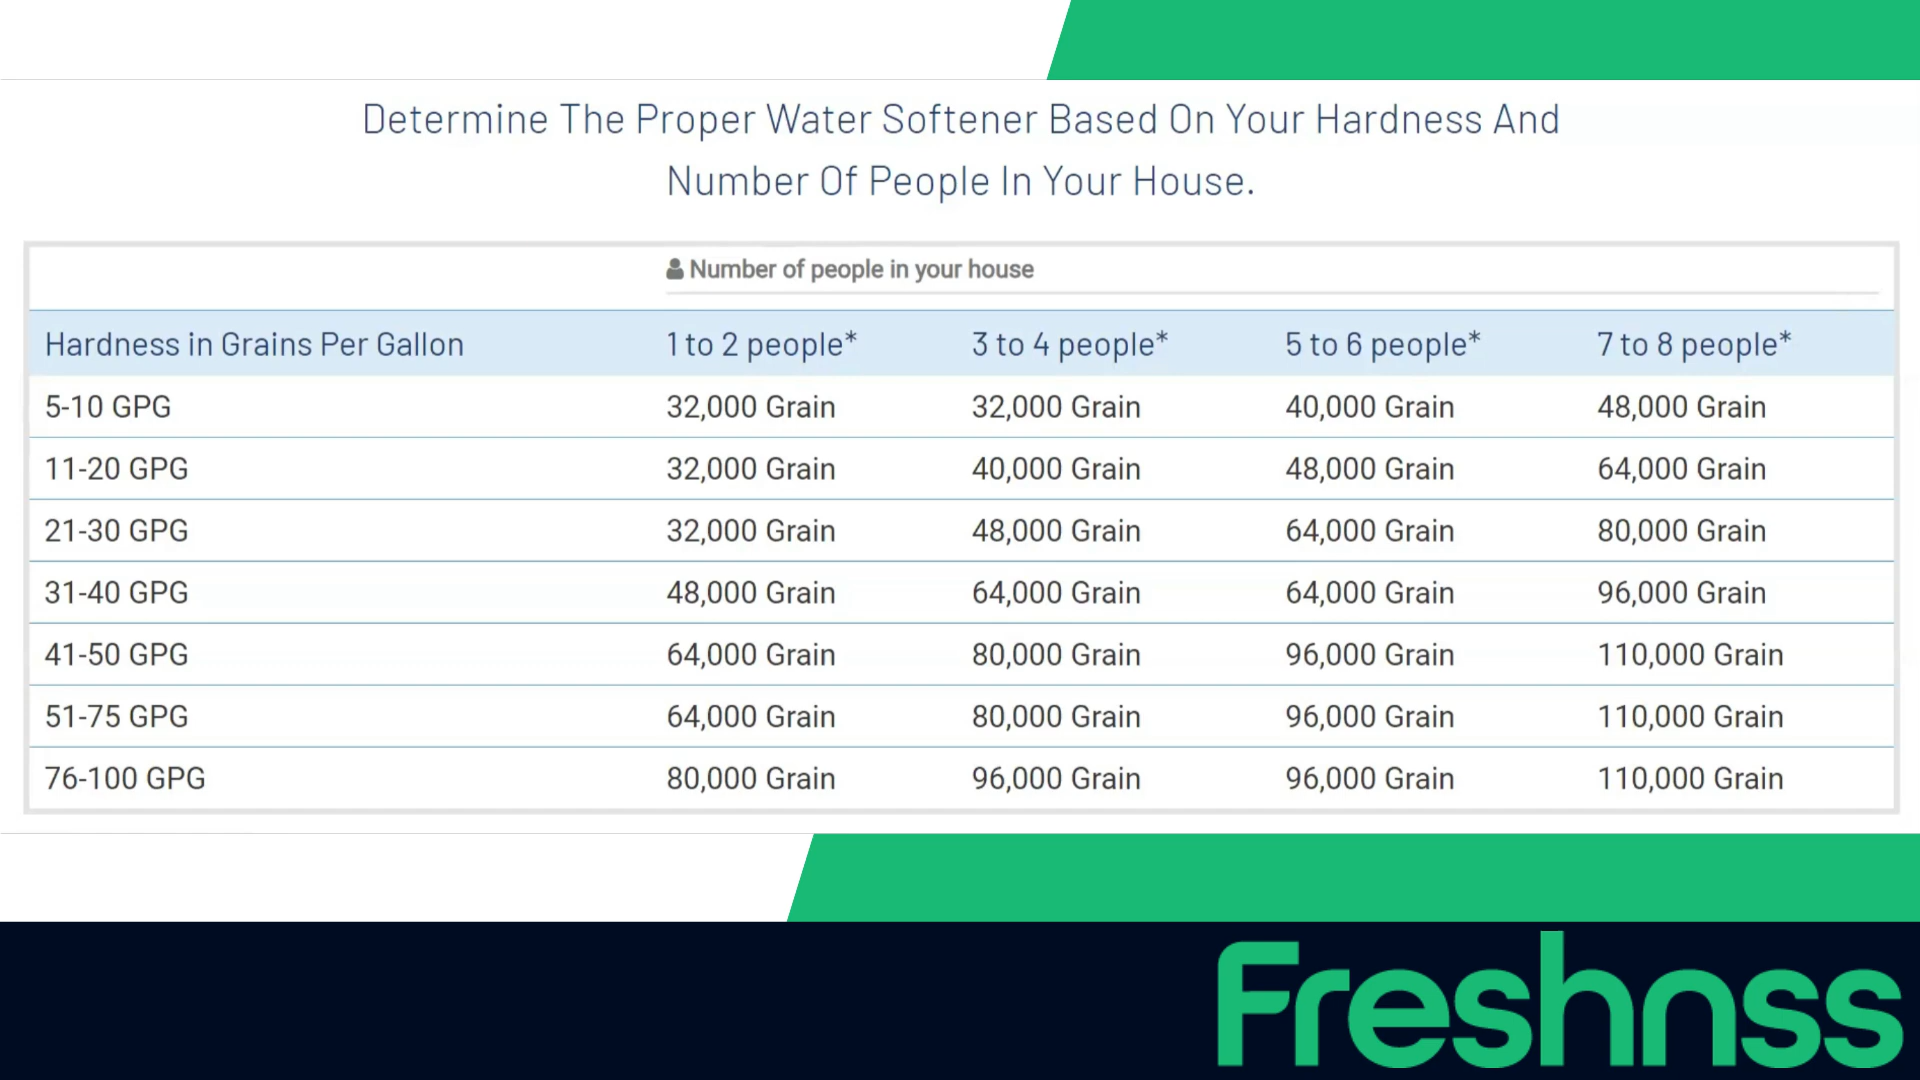 Determine The Proper Water Softener Based On Your Hardness And
Number Of People In Your House.
Number of people in your house
Hardness in Grains Per Gallon 1 to 2 people* 3 to 4 people* 5 to 6 people* 7 to 8 people*
5-10 GPG 32,000 Grain 32,000 Grain 40,000 Grain 48,000 Grain
11-20 GPG 32,000 Grain 40,000 Grain 48,000 Grain 64,000 Grain
21-30 GPG 32,000 Grain 48,000 Grain 64,000 Grain 80,000 Grain
31-40 GPG 48,000 Grain 64,000 Grain 64,000 Grain 96,000 Grain
41-50 GPG 64,000 Grain 80,000 Grain 96,000 Grain 110,000 Grain
51-75 GPG 64,000 Grain 80,000 Grain 96,000 Grain 110,000 Grain
76-100 GPG 80,000 Grain 96,000 Grain 96,000 Grain 110,000 Grain
Freshnss